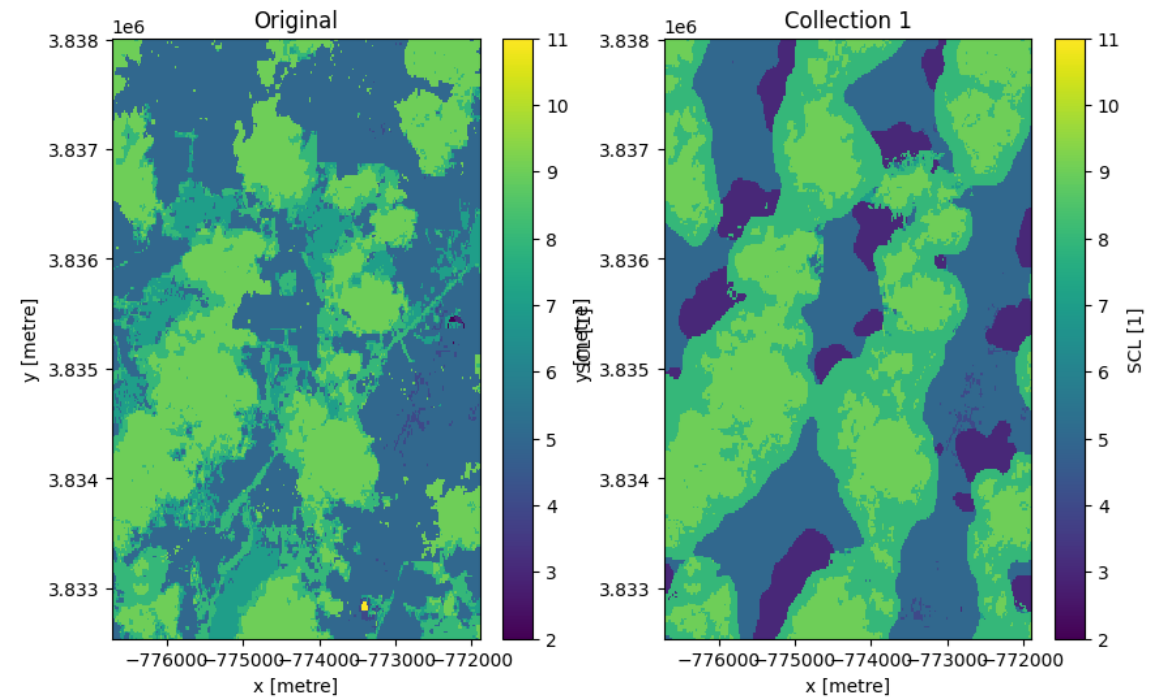 Original
1e6
3.838
3.837
3.836
3.835
3.834
3.833
y [metre]
−776000 −775000 −774000 −773000 −772000
x [metre]
11
10
9
8
7
6
5
4
3
2
SCL [1]
Collection 1
1e6
3.838
3.837
3.836
3.835
3.834
3.833
y [metre]
−776000 −775000 −774000 −773000 −772000
x [metre]
11
10
9
8
7
6
5
4
3
2
SCL [1]